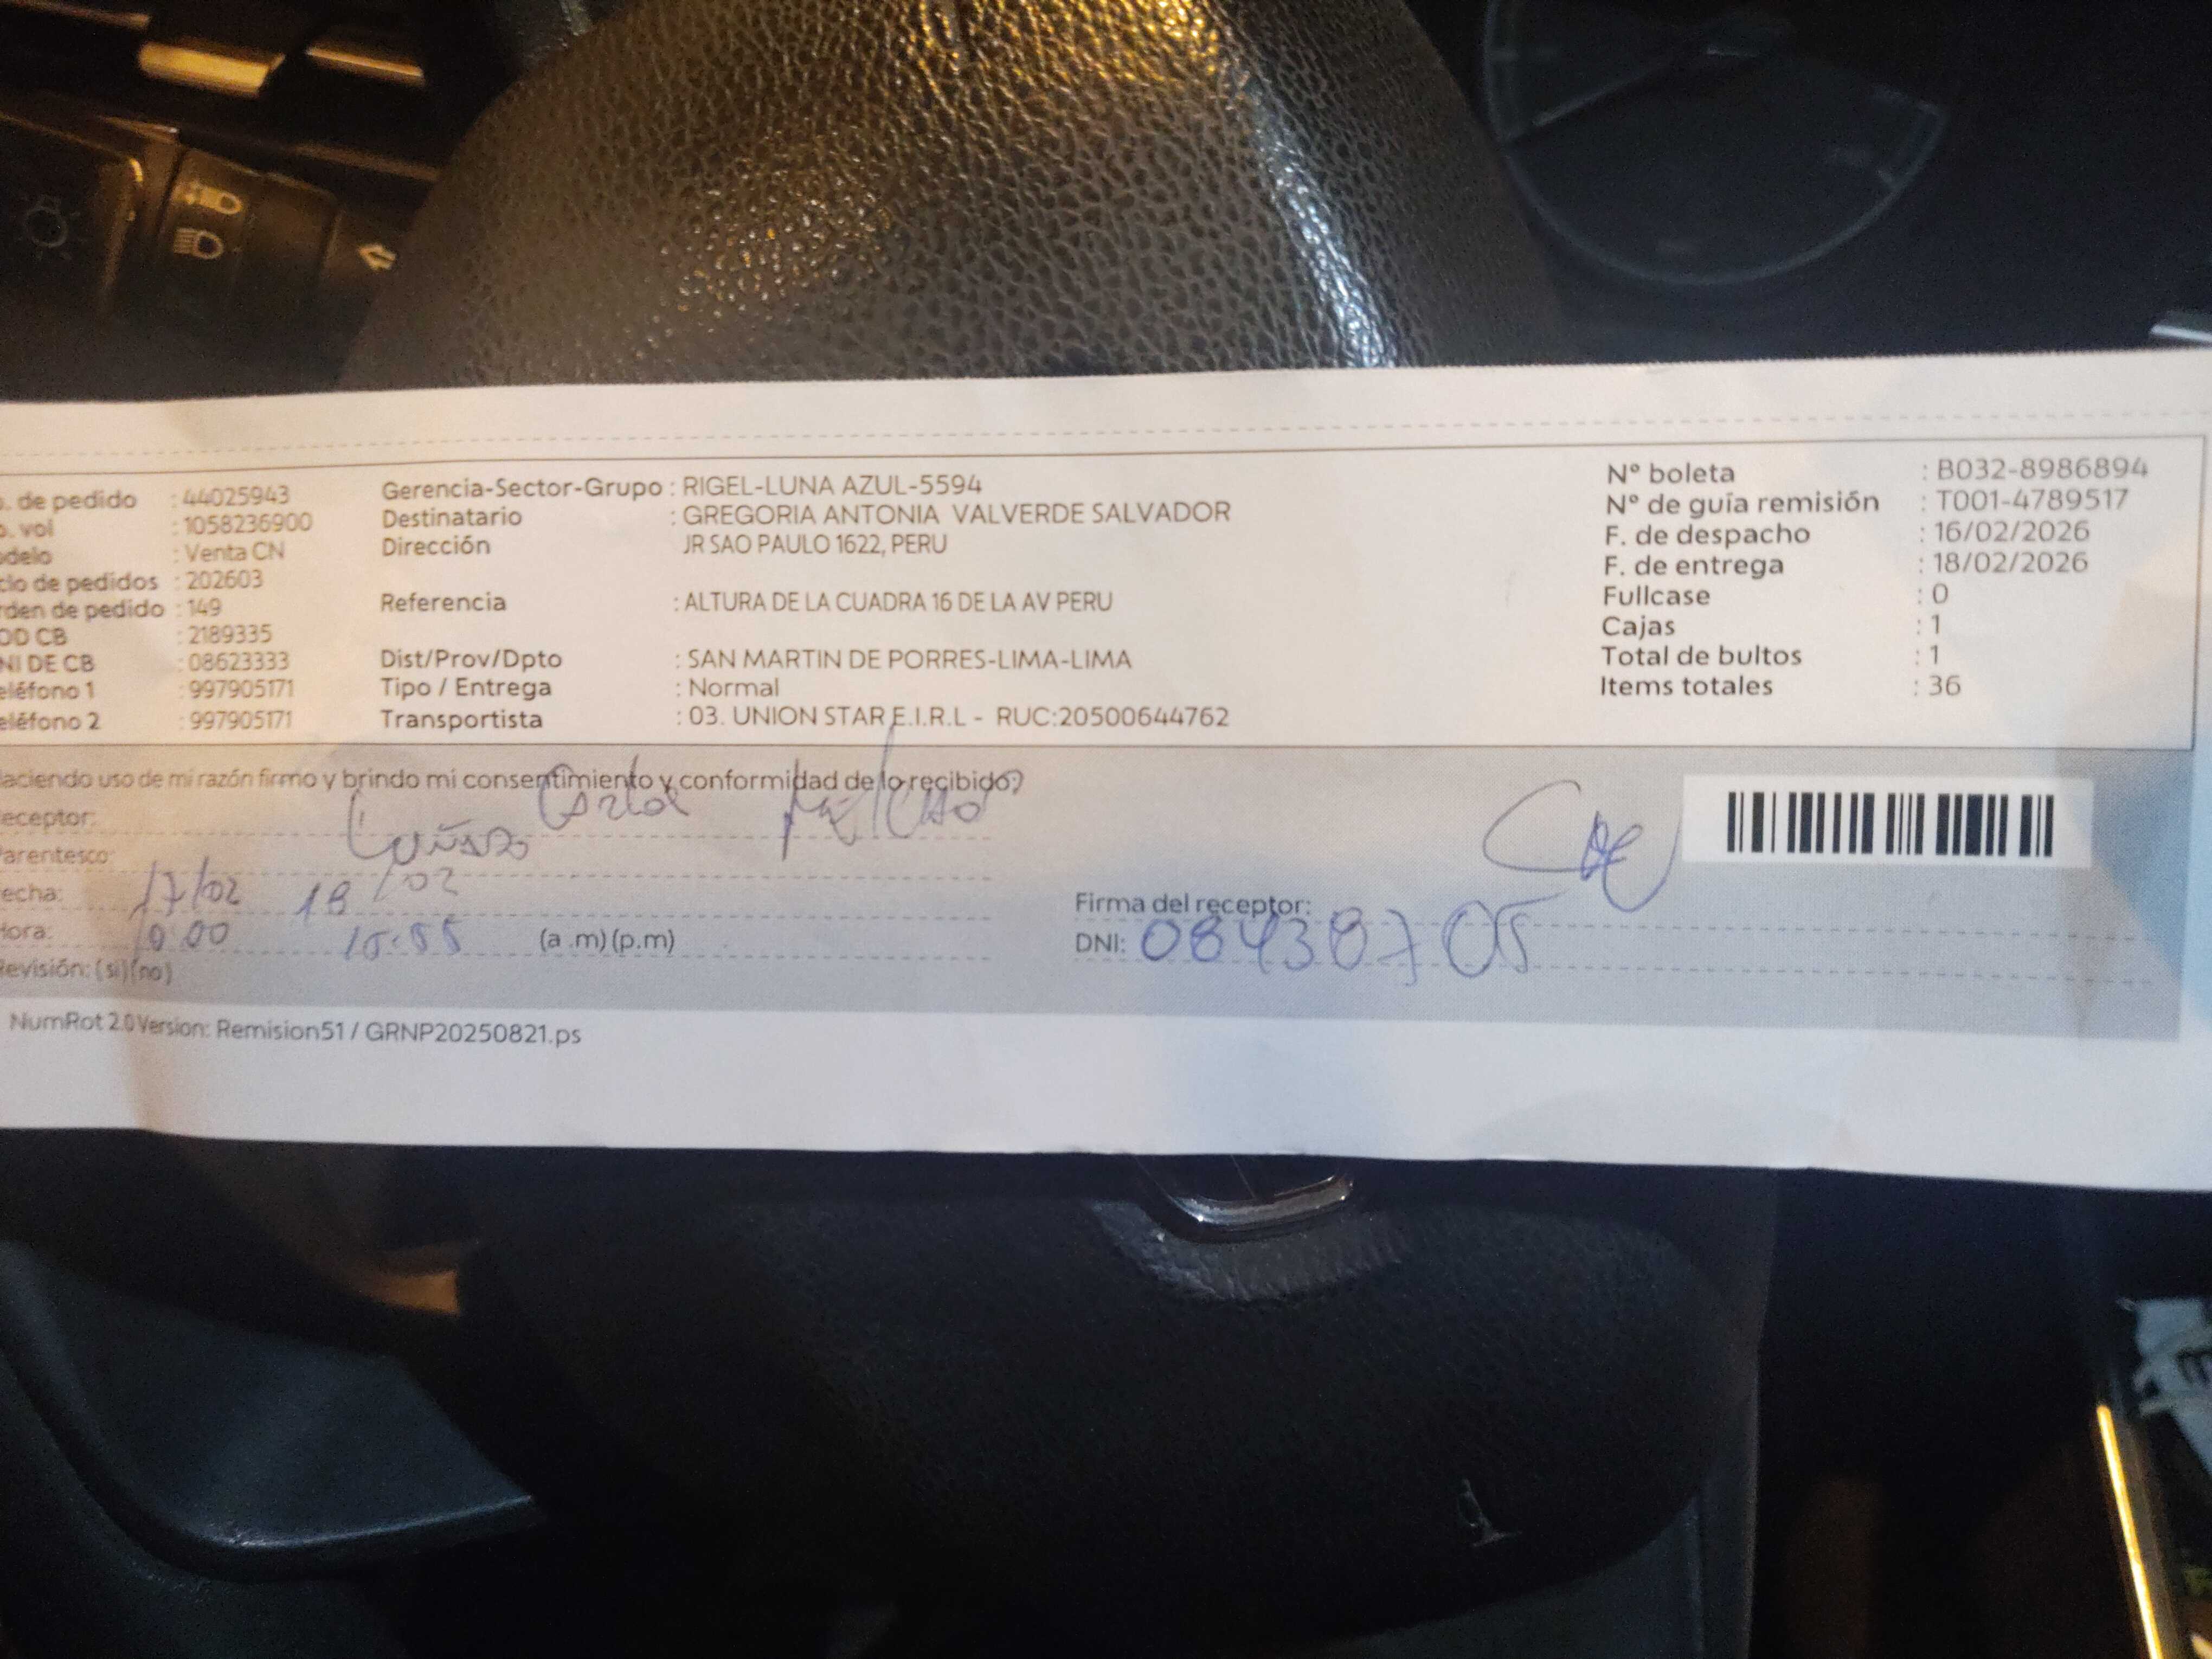 . de pedido : 44025943 Gerencia-Sector-Grupo : RIGEL-LUNA AZUL-5594 N° boleta : B032-8986894
. vol : 1058236900 Destinatario : GREGORIA ANTONIA VALVERDE SALVADOR N° de guía remisión : T001-4789517
delo : Venta CN Dirección JR SAO PAULO 1622, PERU F. de despacho : 16/02/2026
clo de pedidos : 202603 F. de entrega : 18/02/2026
rden de pedido : 149 Referencia : ALTURA DE LA CUADRA 16 DE LA AV PERU Fullcase : 0
OD CB : 2189335 Cajas : 1
NI DE CB : 08623333 Dist/Prov/Dpto : SAN MARTIN DE PORRES-LIMA-LIMA Total de bultos : 1
eléfono 1 : 997905171 Tipo / Entrega : Normal Items totales : 36
eléfono 2 : 997905171 Transportista : 03. UNION STAR E.I.R.L - RUC:20500644762
aciendo uso de mi razón firmo y brindo mi consentimiento y conformidad de lo recibido:
eceptor: Carlos
arentesco:
echa: 17/02 18/02 Firma del receptor:
ora: 10:00 (a .m) (p.m) DNI:
Revisión: (si) (no)
NumRot 2.0 Version: Remision51 / GRNP20250821.ps